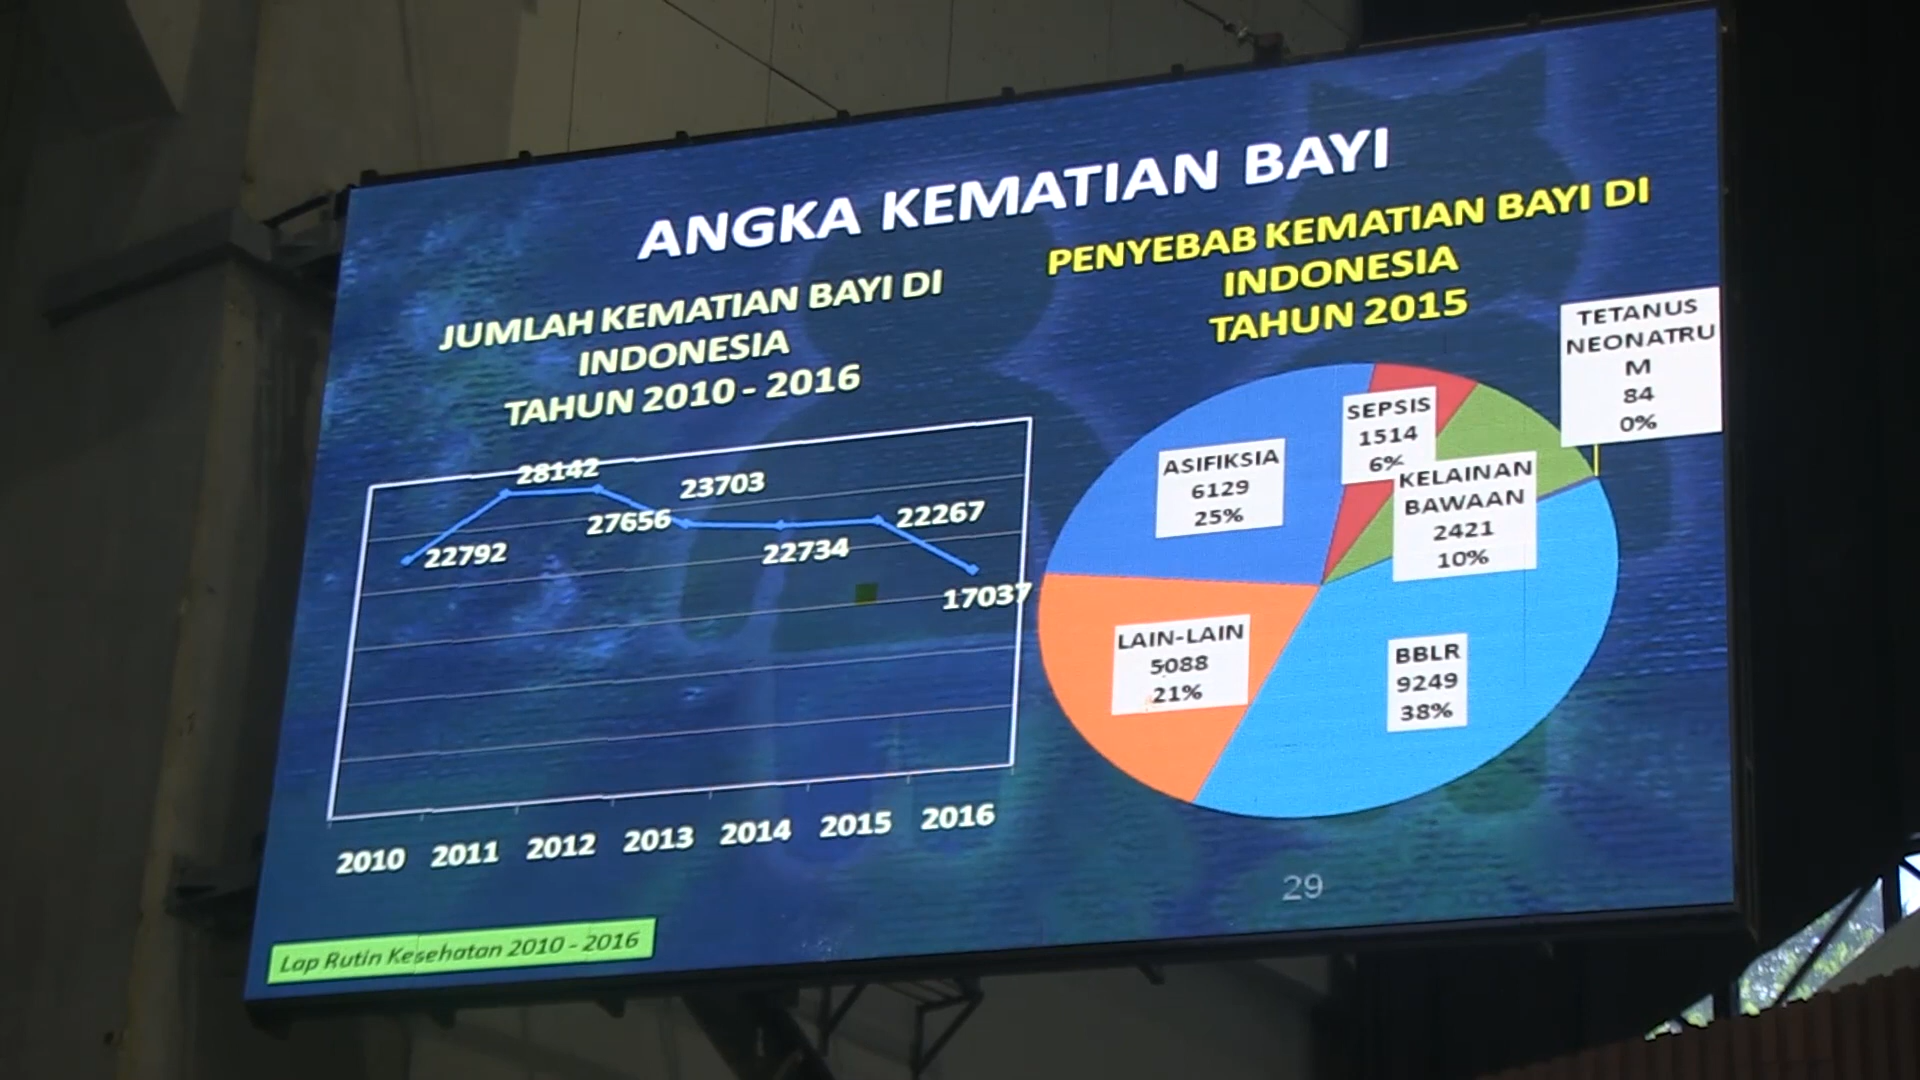 ANGKA KEMATIAN BAYI
JUMLAH KEMATIAN BAYI DI
INDONESIA
TAHUN 2010 - 2016
28142
23703
27656
22267
22792
22734
17037
2010 2011 2012 2013 2014 2015 2016
Lap Rutin Kesehatan 2010 - 2016
PENYEBAB KEMATIAN BAYI DI
INDONESIA
TAHUN 2015
TETANUS
NEONATRU
M
84
0%
SEPSIS
1514
6%
ASIFIKSIA
6129
25%
KELAINAN
BAWAAN
2421
10%
LAIN-LAIN
5088
21%
BBLR
9249
38%
29